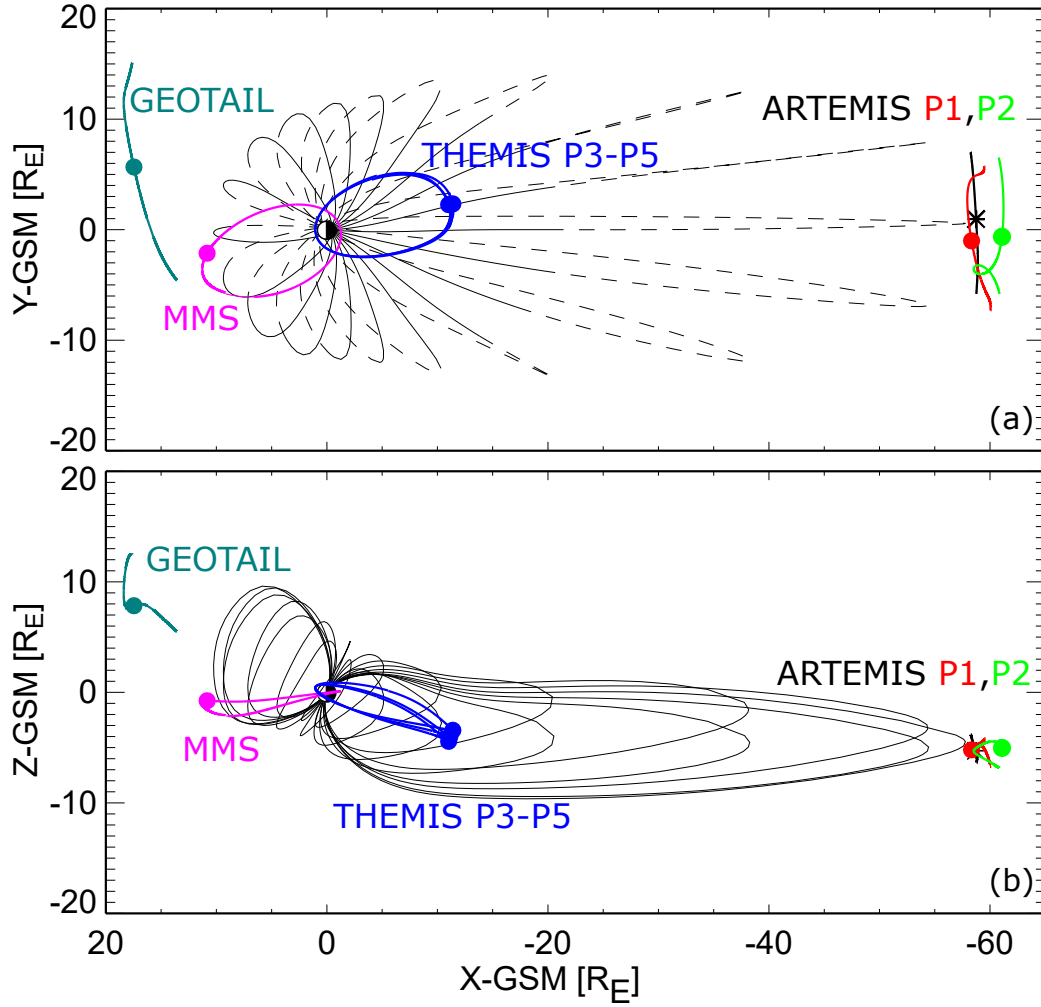 20
10
0
-10
-20
Y-GSM [RE]
GEOTAIL
THEMIS P3-P5
ARTEMIS P1,P2
MMS
(a)
20
10
0
-10
-20
Z-GSM [RE]
GEOTAIL
ARTEMIS P1,P2
MMS
THEMIS P3-P5
(b)
20 0 -20 -40 -60
X-GSM [RE]